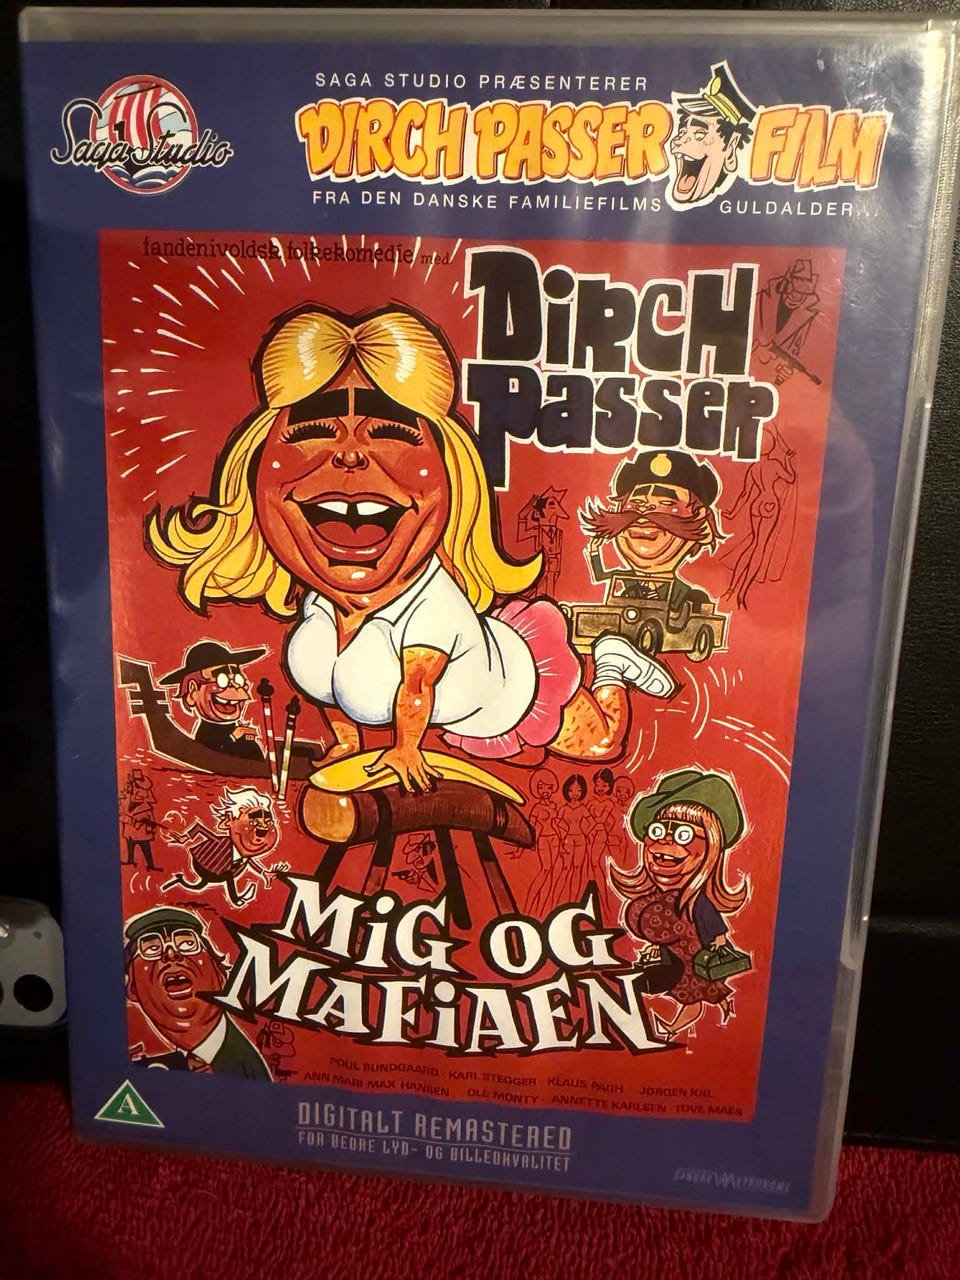 Saga Studio
SAGA STUDIO PRÆSENTERER
DIRCH PASSER FILM
FRA DEN DANSKE FAMILIEFILMS GULDALDER...
fandenivoldsk folkekomedie med
DiRCH
Passer
MiG OG
MAFiAEN
POUL BUNDGAARD · KARL STEGGER · KLAUS PAGH · JØRGEN KIIL
ANN MARI MAX HANSEN · OLE MONTY · ANNETTE KARLSEN · TOVE MAËS
A
DIGITALT REMASTERED
FOR BEDRE LYD- OG BILLEDKVALITET
SANDREW METRONOME